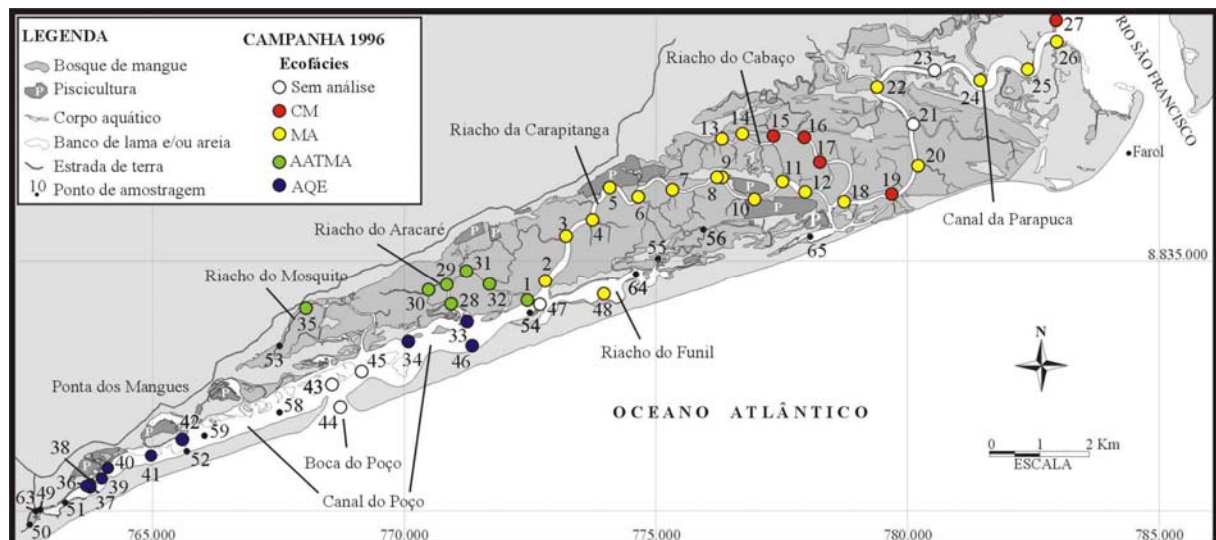 LEGENDA
Bosque de mangue
P
Piscicultura
Corpo aquático
Banco de lama e/ou areia
Estrada de terra
10
Ponto de amostragem
CAMPANHA 1996
Ecofácies
Sem análise
CM
MA
AATMA
AQE
RIO SÃO FRANCISCO
27
26
25
24
23
22
21
20
19
18
17
16
15
14
13
12
11
10
9
8
7
6
5
4
3
2
1
Riacho do Cabaço
Riacho da Carapitanga
Farol
Canal da Parapuca
P
P
P
P
P
56
55
65
64
8 835.000
Riacho do Aracaré
31
29
30
28
32
Riacho do Mosquito
35
53
54
47
48
33
34
46
Riacho do Funil
N
Ponta dos Mangues
45
43
44
58
P
OCEANO ATLÂNTICO
42
59
52
P
38
40
41
P
Boca do Poço
0 1 2 Km
ESCALA
36
39
37
63
49
51
50
Canal do Poço
765.000
770.000
775.000
780.000
785.000